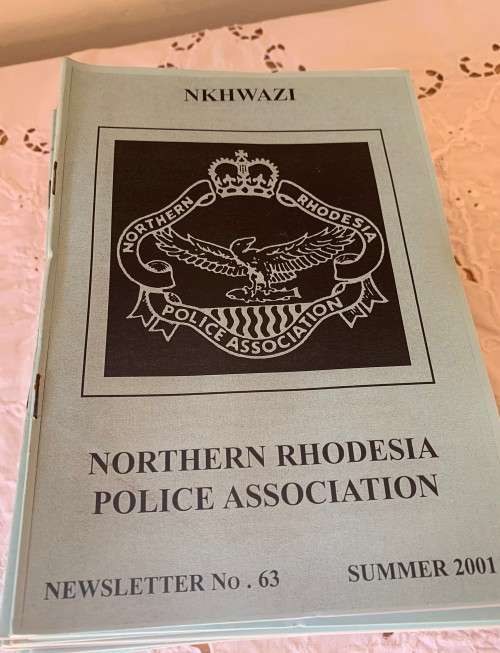 NKHWAZI
NORTHERN RHODESIA
POLICE ASSOCIATION
NORTHERN RHODESIA
POLICE ASSOCIATION
NEWSLETTER No . 63 SUMMER 2001